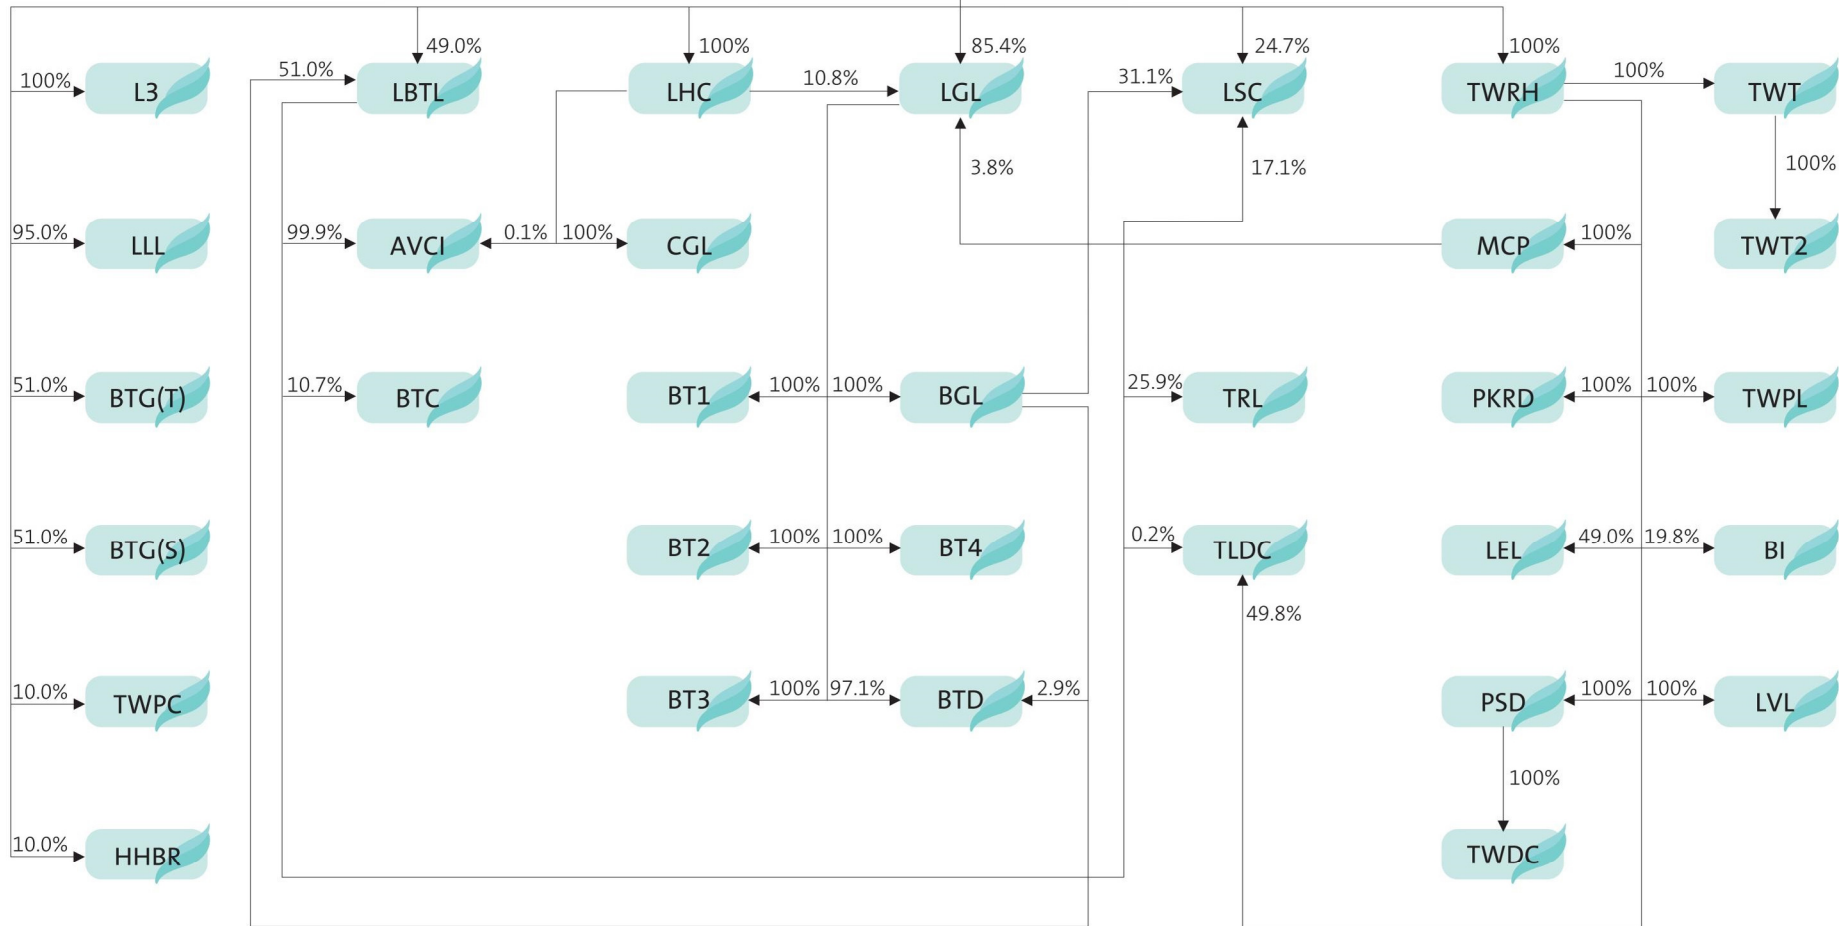 49.0% 100% 85.4% 24.7% 100%
100% L3 51.0% LBTL LHC 10.8% LGL 31.1% LSC TWRH 100% TWT
3.8% 17.1% 100%
95.0% LLL 99.9% AVCI 0.1% 100% CGL MCP 100% TWT2
51.0% BTG(T) 10.7% BTC BT1 100% 100% BGL 25.9% TRL PKRD 100% 100% TWPL
51.0% BTG(S) BT2 100% 100% BT4 0.2% TLDC LEL 49.0% 19.8% BI
49.8%
10.0% TWPC BT3 100% 97.1% BTD 2.9% PSD 100% 100% LVL
100%
10.0% HHBR TWDC